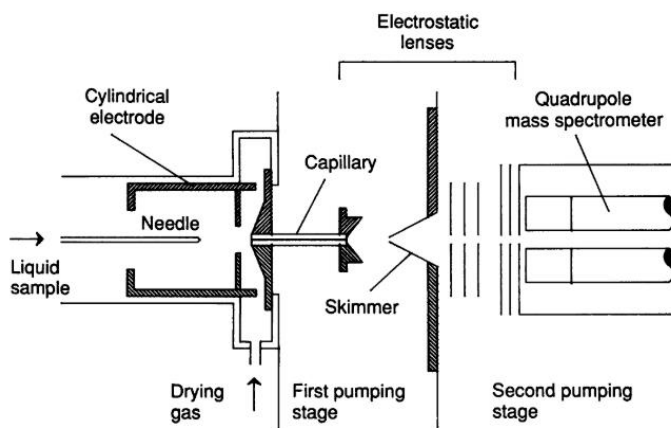 Electrostatic
lenses
Cylindrical
electrode
Quadrupole
mass spectrometer
Capillary
Needle
Liquid
sample
Skimmer
Drying
gas
First pumping
stage
Second pumping
stage